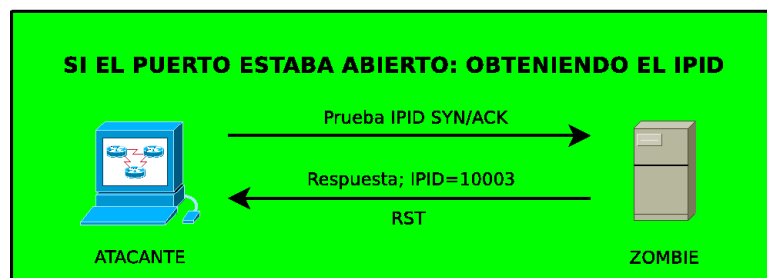 SI EL PUERTO ESTABA ABIERTO: OBTENIENDO EL IPID
Prueba IPID SYN/ACK
Respuesta; IPID=10003
RST
ATACANTE
ZOMBIE